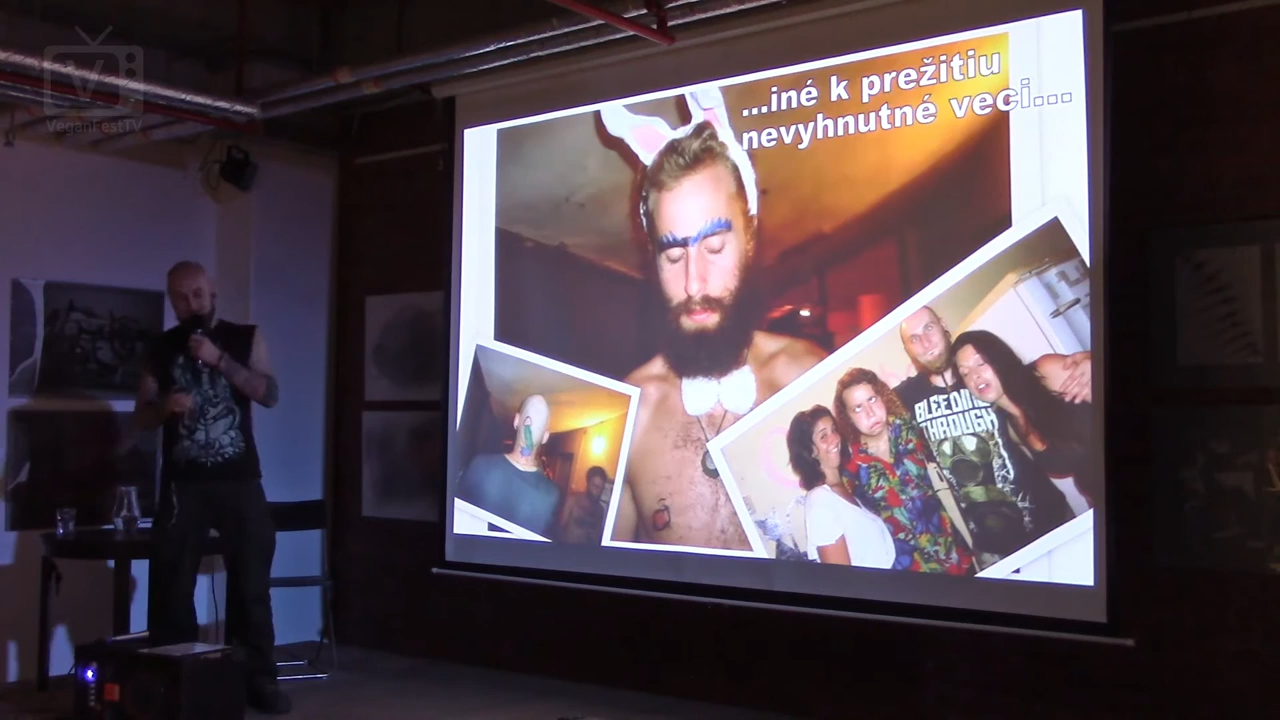 VeganFestTV
...iné k prežitiu
nevyhnutné veci...
BLEEDING
THROUGH